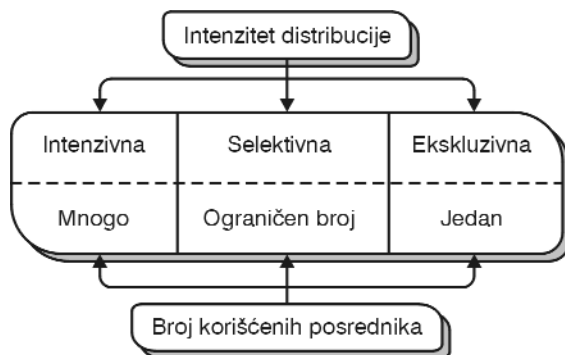 Intenzitet distribucije
Intenzivna
Selektivna
Ekskluzivna
Mnogo
Ograničen broj
Jedan
Broj korišćenih posrednika